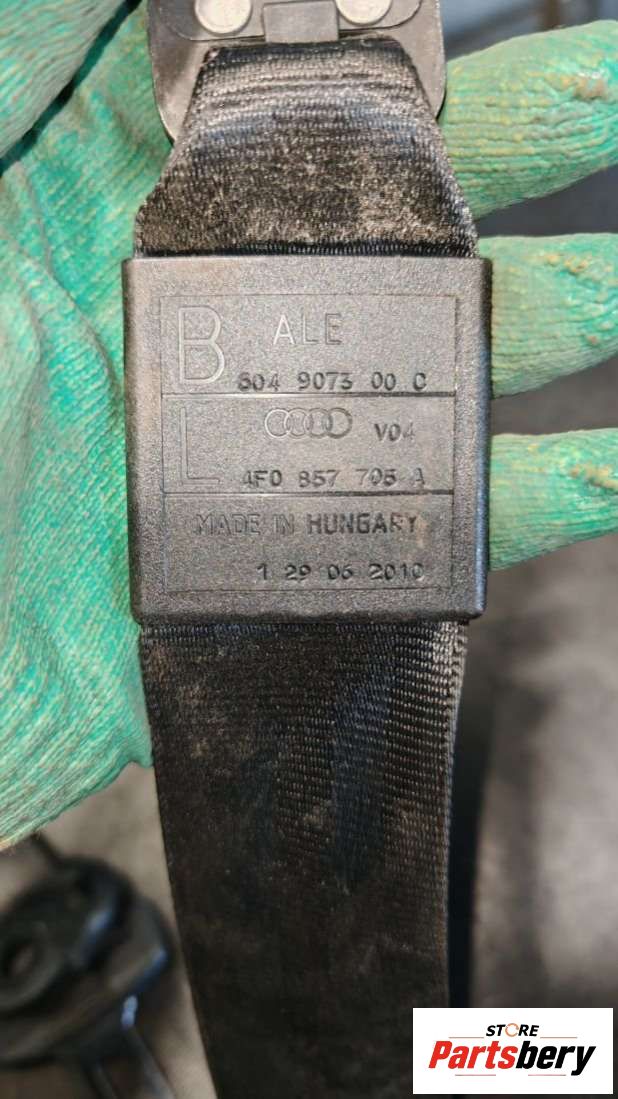 B ALE
604 9073 00 C
L V04
4F0 857 705 A
MADE IN HUNGARY
1 29 06 2010
STORE
Partsbery